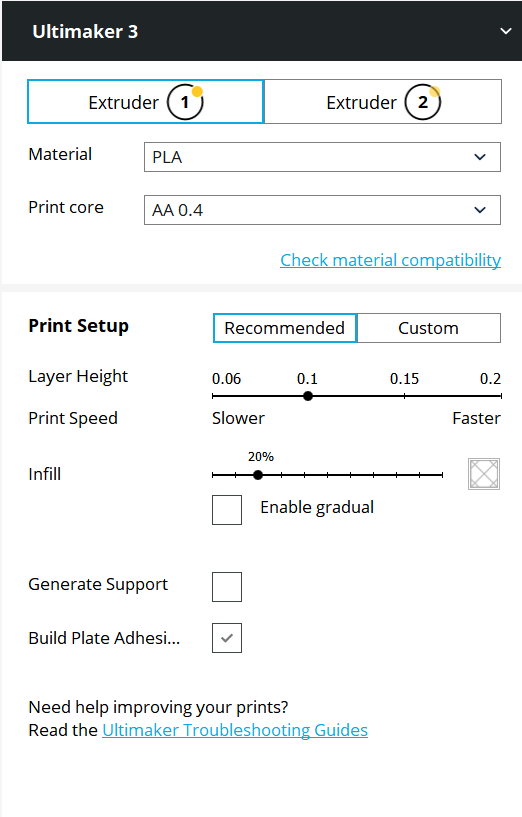 Ultimaker 3
Extruder 1 Extruder 2
Material PLA
Print core AA 0.4
Check material compatibility
Print Setup Recommended Custom
Layer Height 0.06 0.1 0.15 0.2
Print Speed Slower Faster
20%
Infill
Enable gradual
Generate Support
Build Plate Adhesi...
Need help improving your prints?
Read the Ultimaker Troubleshooting Guides